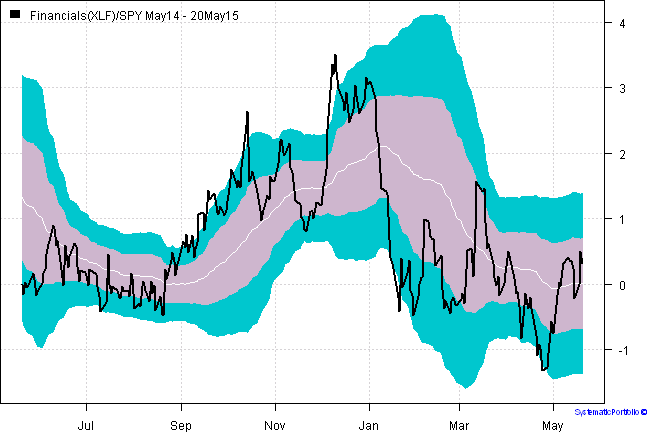 Financials(XLF)/SPY May14 - 20May15
4
3
2
1
0
-1
Jul Sep Nov Jan Mar May
SystematicPortfolio ©